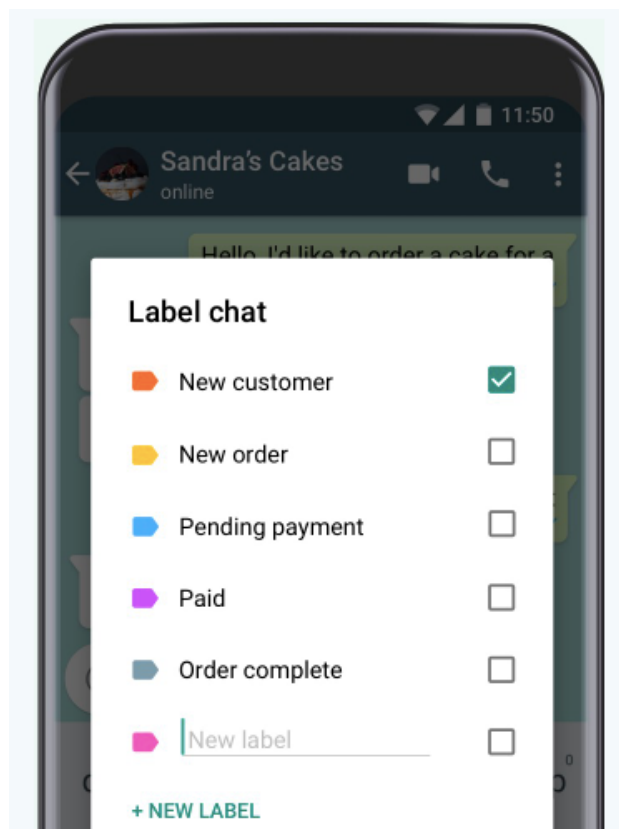 11:50
Sandra's Cakes
online
Hello, I'd like to order a cake for a
Label chat
New customer
New order
Pending payment
Paid
Order complete
New label
+ NEW LABEL
0